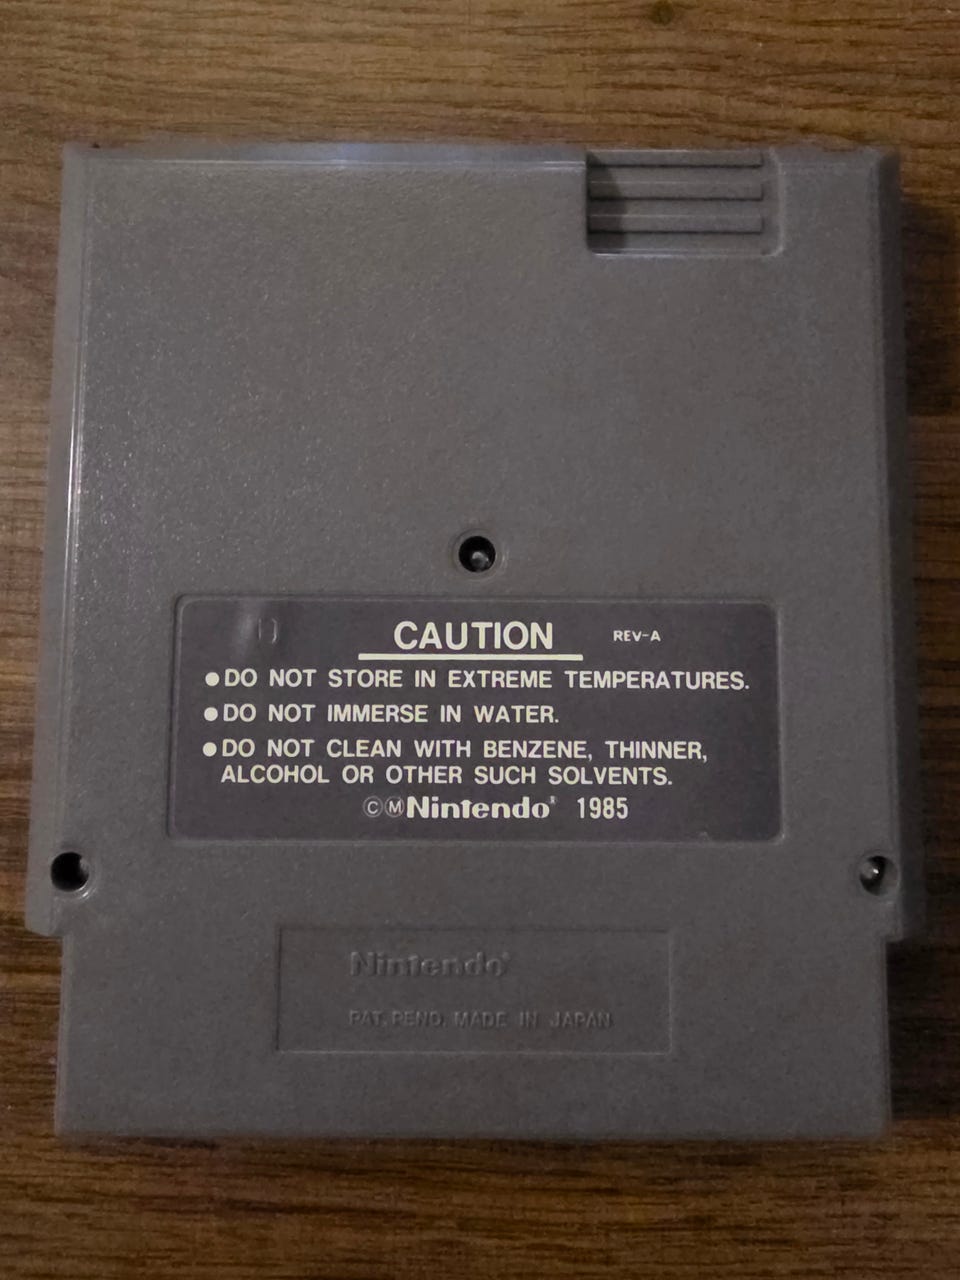 CAUTION REV-A
●DO NOT STORE IN EXTREME TEMPERATURES.
●DO NOT IMMERSE IN WATER.
●DO NOT CLEAN WITH BENZENE, THINNER,
ALCOHOL OR OTHER SUCH SOLVENTS.
ⒸⓂNintendo® 1985
Nintendo®
PAT. PEND. MADE IN JAPAN